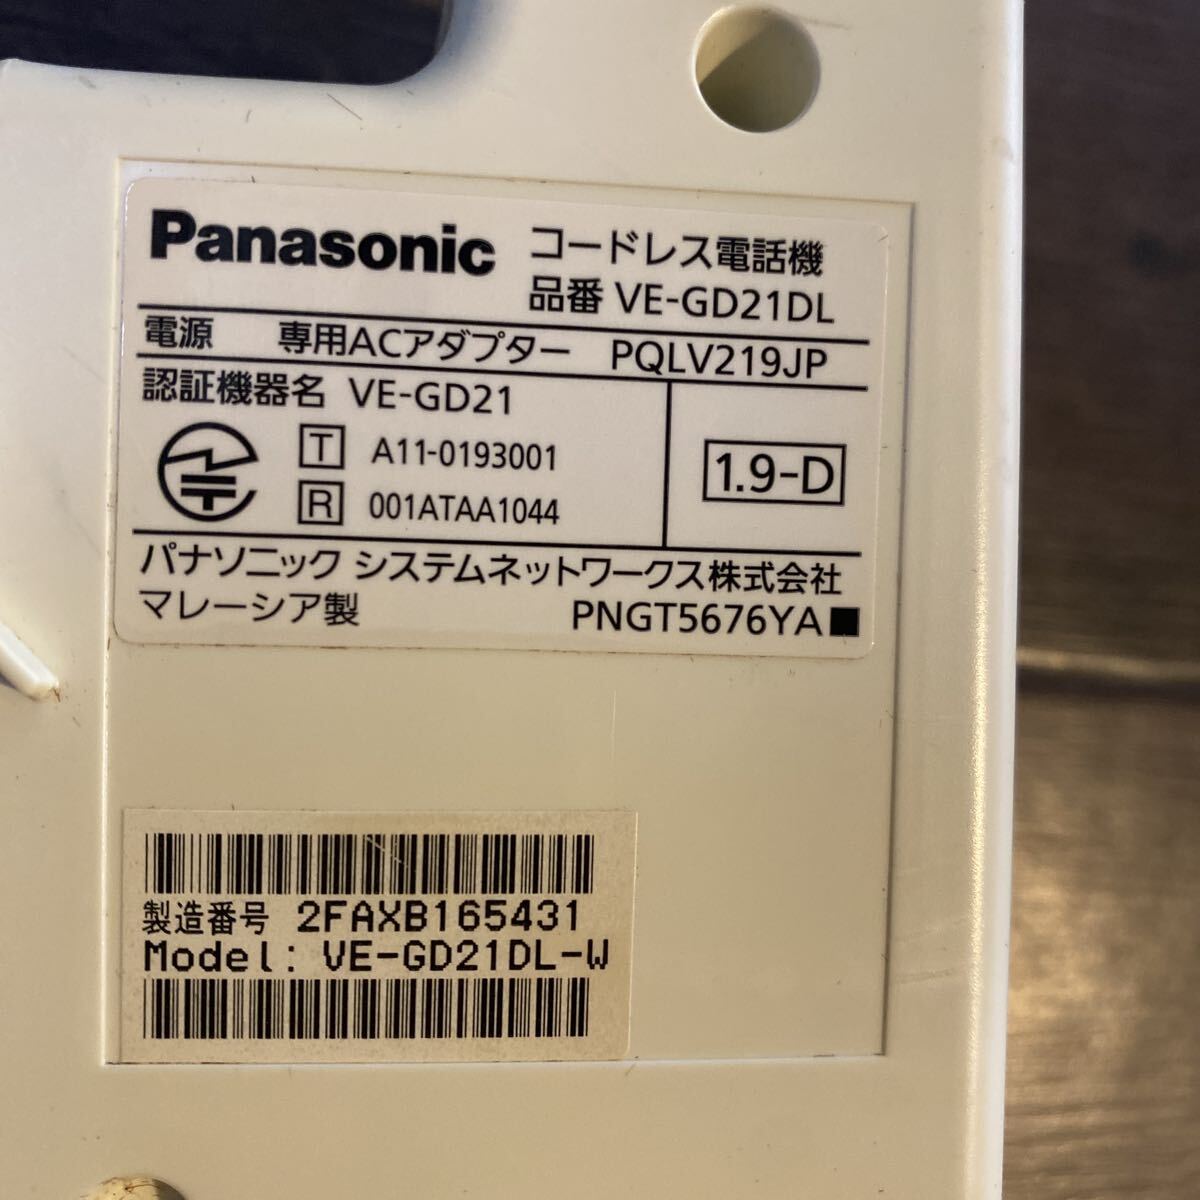 Panasonic コードレス電話機
品番 VE-GD21DL
電源 専用ACアダプター PQLV219JP
認証機器名 VE-GD21
T A11-0193001
R 001ATAA1044
1.9-D
パナソニック システムネットワークス株式会社
マレーシア製 PNGT5676YA■
製造番号 2FAXB165431
Model: VE-GD21DL-W